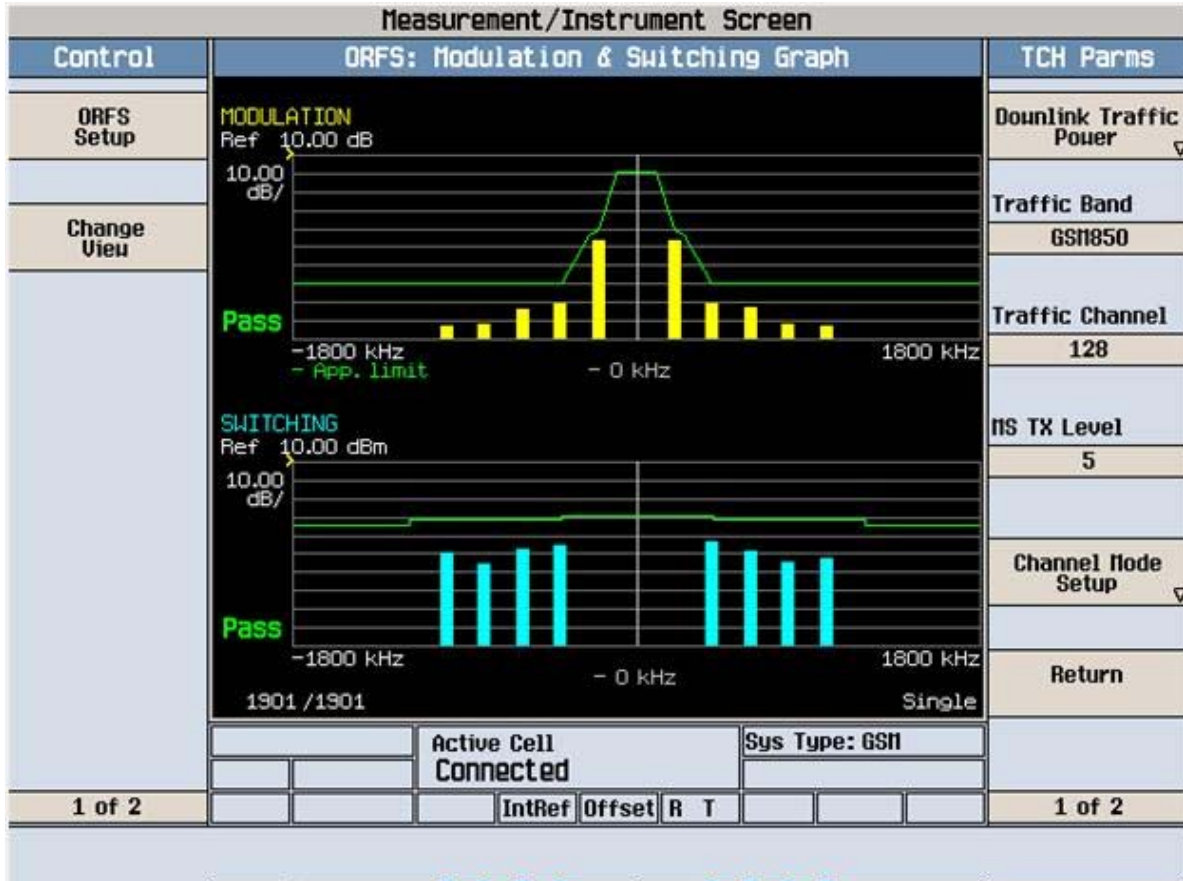 Measurement/Instrument Screen
Control
ORFS: Modulation & Switching Graph
TCH Parms
ORFS
Setup
Change
View
1 of 2
MODULATION
Ref 10.00 dB
10.00
dB/
Pass
-1800 kHz
1800 kHz
- App. limit
- 0 kHz
SWITCHING
Ref 10.00 dBm
10.00
dB/
Pass
-1800 kHz
1800 kHz
- 0 kHz
1901/1901
Single
Active Cell
Connected
Sys Type: GSM
IntRef
Offset
R T
Downlink Traffic
Power
Traffic Band
GSM850
Traffic Channel
128
MS TX Level
5
Channel Mode
Setup
Return
1 of 2